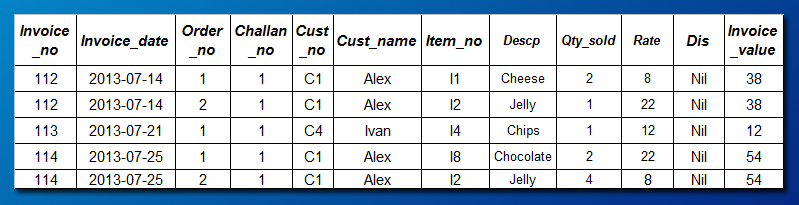 Invoice_no Invoice_date Order_no Challan_no Cust_no Cust_name Item_no Descp Qty_sold Rate Dis Invoice_value
112 2013-07-14 1 1 C1 Alex I1 Cheese 2 8 Nil 38
112 2013-07-14 2 1 C1 Alex I2 Jelly 1 22 Nil 38
113 2013-07-21 1 1 C4 Ivan I4 Chips 1 12 Nil 12
114 2013-07-25 1 1 C1 Alex I8 Chocolate 2 22 Nil 54
114 2013-07-25 2 1 C1 Alex I2 Jelly 4 8 Nil 54